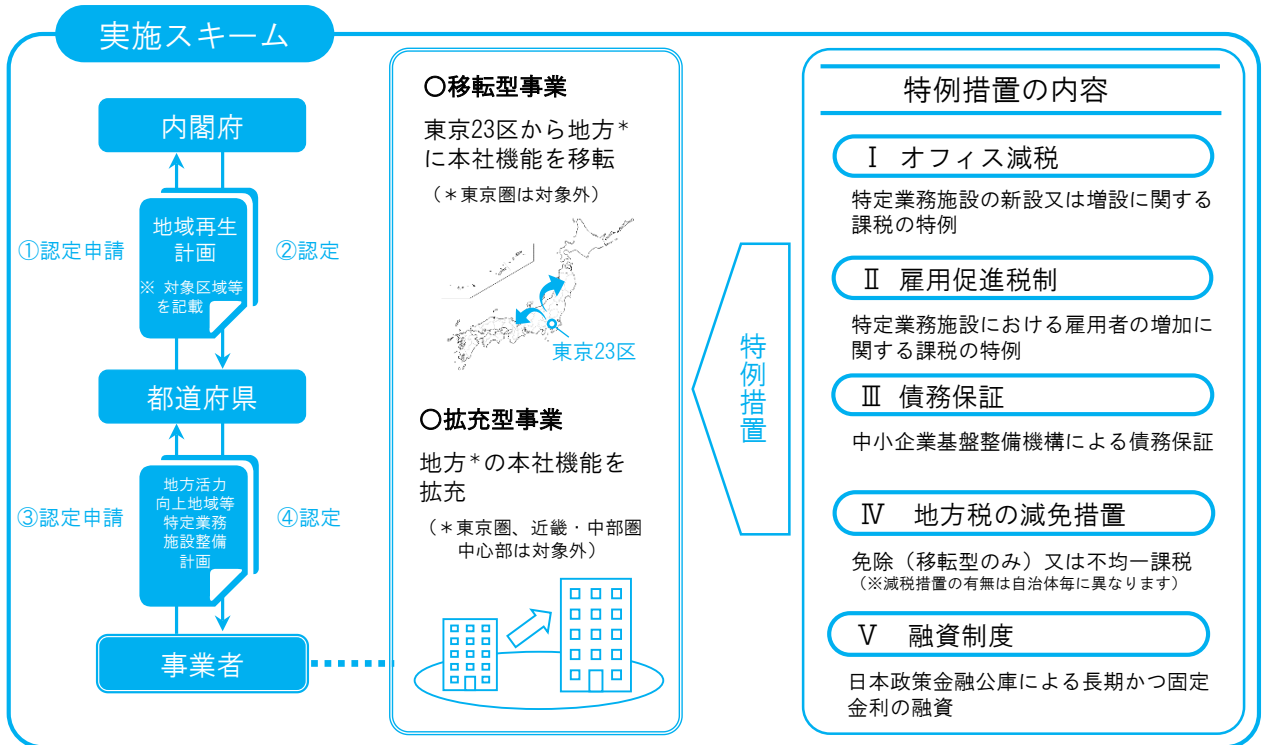 実施スキーム
内閣府
①認定申請
地域再生
計画
※ 対象区域等
を記載
②認定
都道府県
③認定申請
地方活力
向上地域等
特定業務
施設整備
計画
④認定
事業者
○移転型事業
東京23区から地方*
に本社機能を移転
(*東京圏は対象外)
東京23区
○拡充型事業
地方*の本社機能を
拡充
(*東京圏、近畿・中部圏
中心部は対象外)
特例措置
特例措置の内容
Ⅰ オフィス減税
特定業務施設の新設又は増設に関する
課税の特例
Ⅱ 雇用促進税制
特定業務施設における雇用者の増加に
関する課税の特例
Ⅲ 債務保証
中小企業基盤整備機構による債務保証
Ⅳ 地方税の減免措置
免除(移転型のみ)又は不均一課税
(※減税措置の有無は自治体毎に異なります)
Ⅴ 融資制度
日本政策金融公庫による長期かつ固定
金利の融資